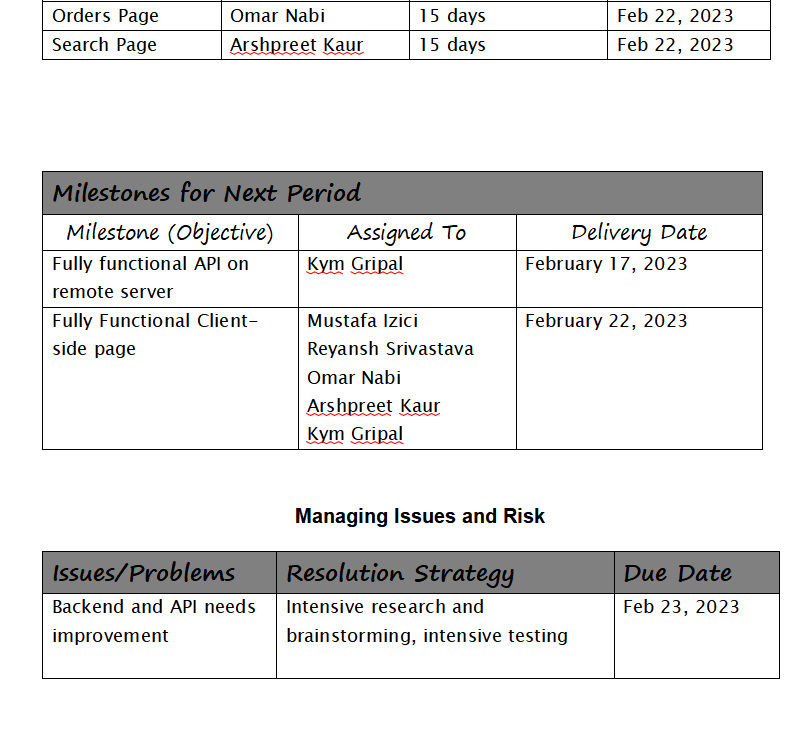 Orders Page Omar Nabi 15 days Feb 22, 2023
Search Page Arshpreet Kaur 15 days Feb 22, 2023
Milestones for Next Period
Milestone (Objective) Assigned To Delivery Date
Fully functional API on Kym Gripal February 17, 2023
remote server
Fully Functional Client- Mustafa Izici February 22, 2023
side page Reyansh Srivastava
Omar Nabi
Arshpreet Kaur
Kym Gripal
Managing Issues and Risk
Issues/Problems Resolution Strategy Due Date
Backend and API needs Intensive research and Feb 23, 2023
improvement brainstorming, intensive testing